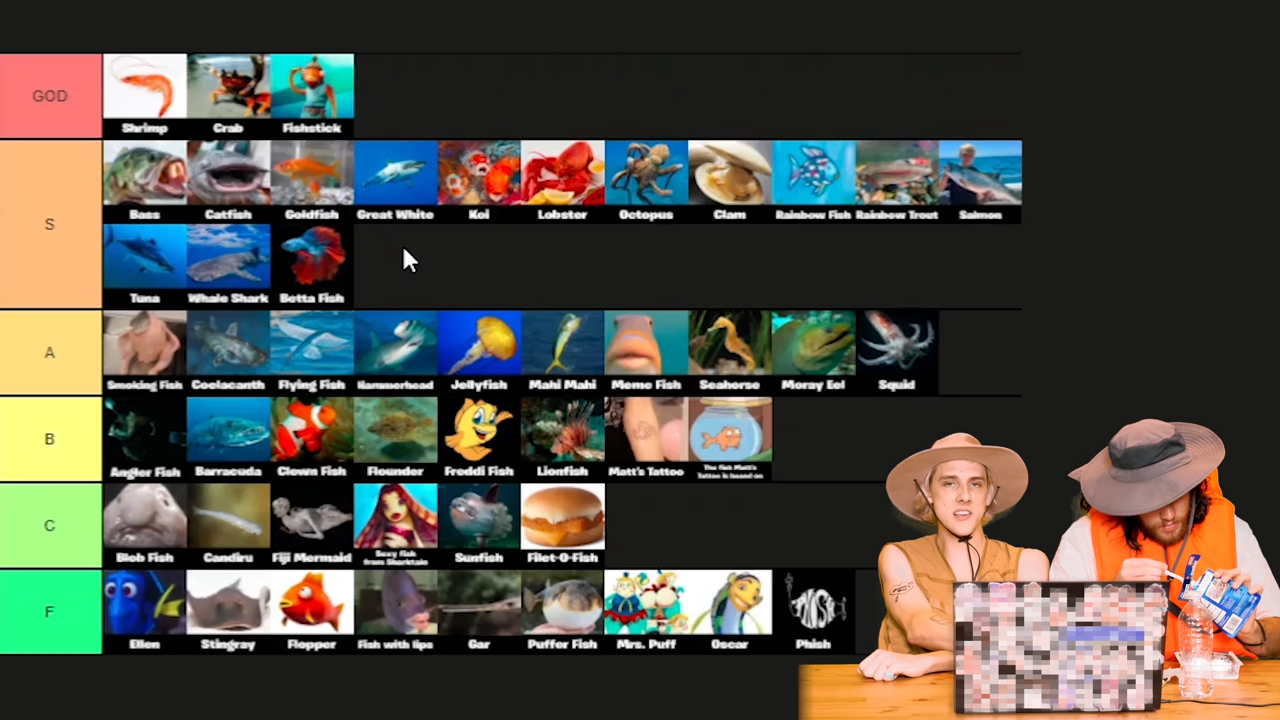 GOD
Shrimp Crab Fishstick
S
Bass Catfish Goldfish Great White Koi Lobster Octopus Clam Rainbow Fish Rainbow Trout Salmon
Tuna Whale Shark Betta Fish
A
Smoking Fish Coelacanth Flying Fish Hammerhead Jellyfish Mahi Mahi Meme Fish Seahorse Moray Eel Squid
B
Angler Fish Barracuda Clown Fish Flounder Freddi Fish Lionfish Matt's Tattoo The fish Matt's
Tattoo is based on
C
Blob Fish Candiru Fiji Mermaid Sexy fish
from Sharktale Sunfish Filet-O-Fish
F
Ellen Stingray Flopper Fish with lips Gar Puffer Fish Mrs. Puff Oscar Phish